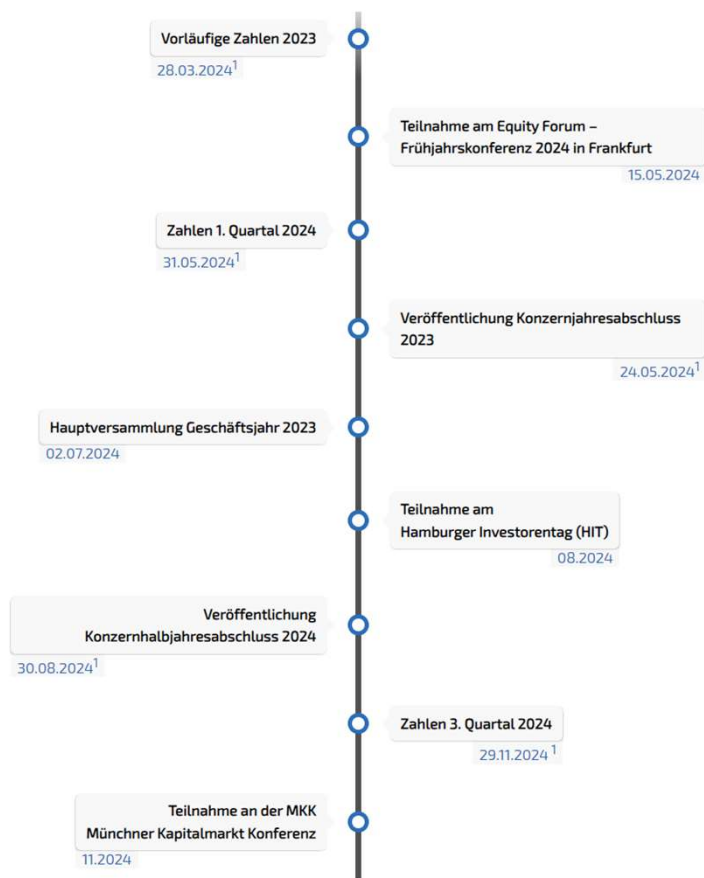 Vorläufige Zahlen 2023
28.03.2024¹
Teilnahme am Equity Forum –
Frühjahrskonferenz 2024 in Frankfurt
15.05.2024
Zahlen 1. Quartal 2024
31.05.2024¹
Veröffentlichung Konzernjahresabschluss
2023
24.05.2024¹
Hauptversammlung Geschäftsjahr 2023
02.07.2024
Teilnahme am
Hamburger Investorentag (HIT)
08.2024
Veröffentlichung
Konzernhalbjahresabschluss 2024
30.08.2024¹
Zahlen 3. Quartal 2024
29.11.2024 ¹
Teilnahme an der MKK
Münchner Kapitalmarkt Konferenz
11.2024